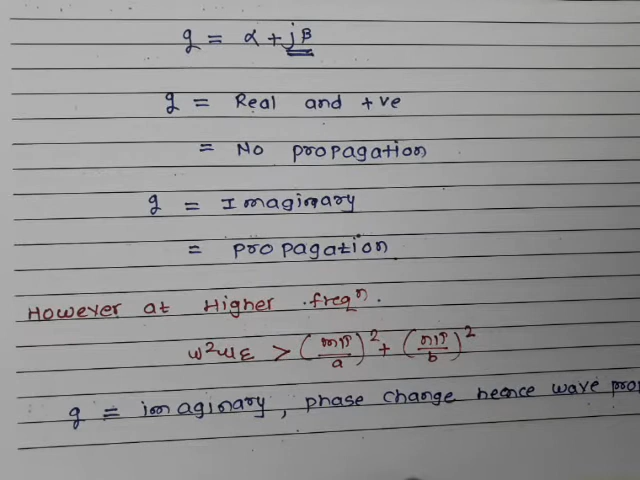 g = α + jβ
g = Real and +ve
= No propagation
g = Imaginary
= propagation
However at Higher freqn.
ω²με > (mπ/a)² + (nπ/b)²
g = imaginary, phase change hence wave prop